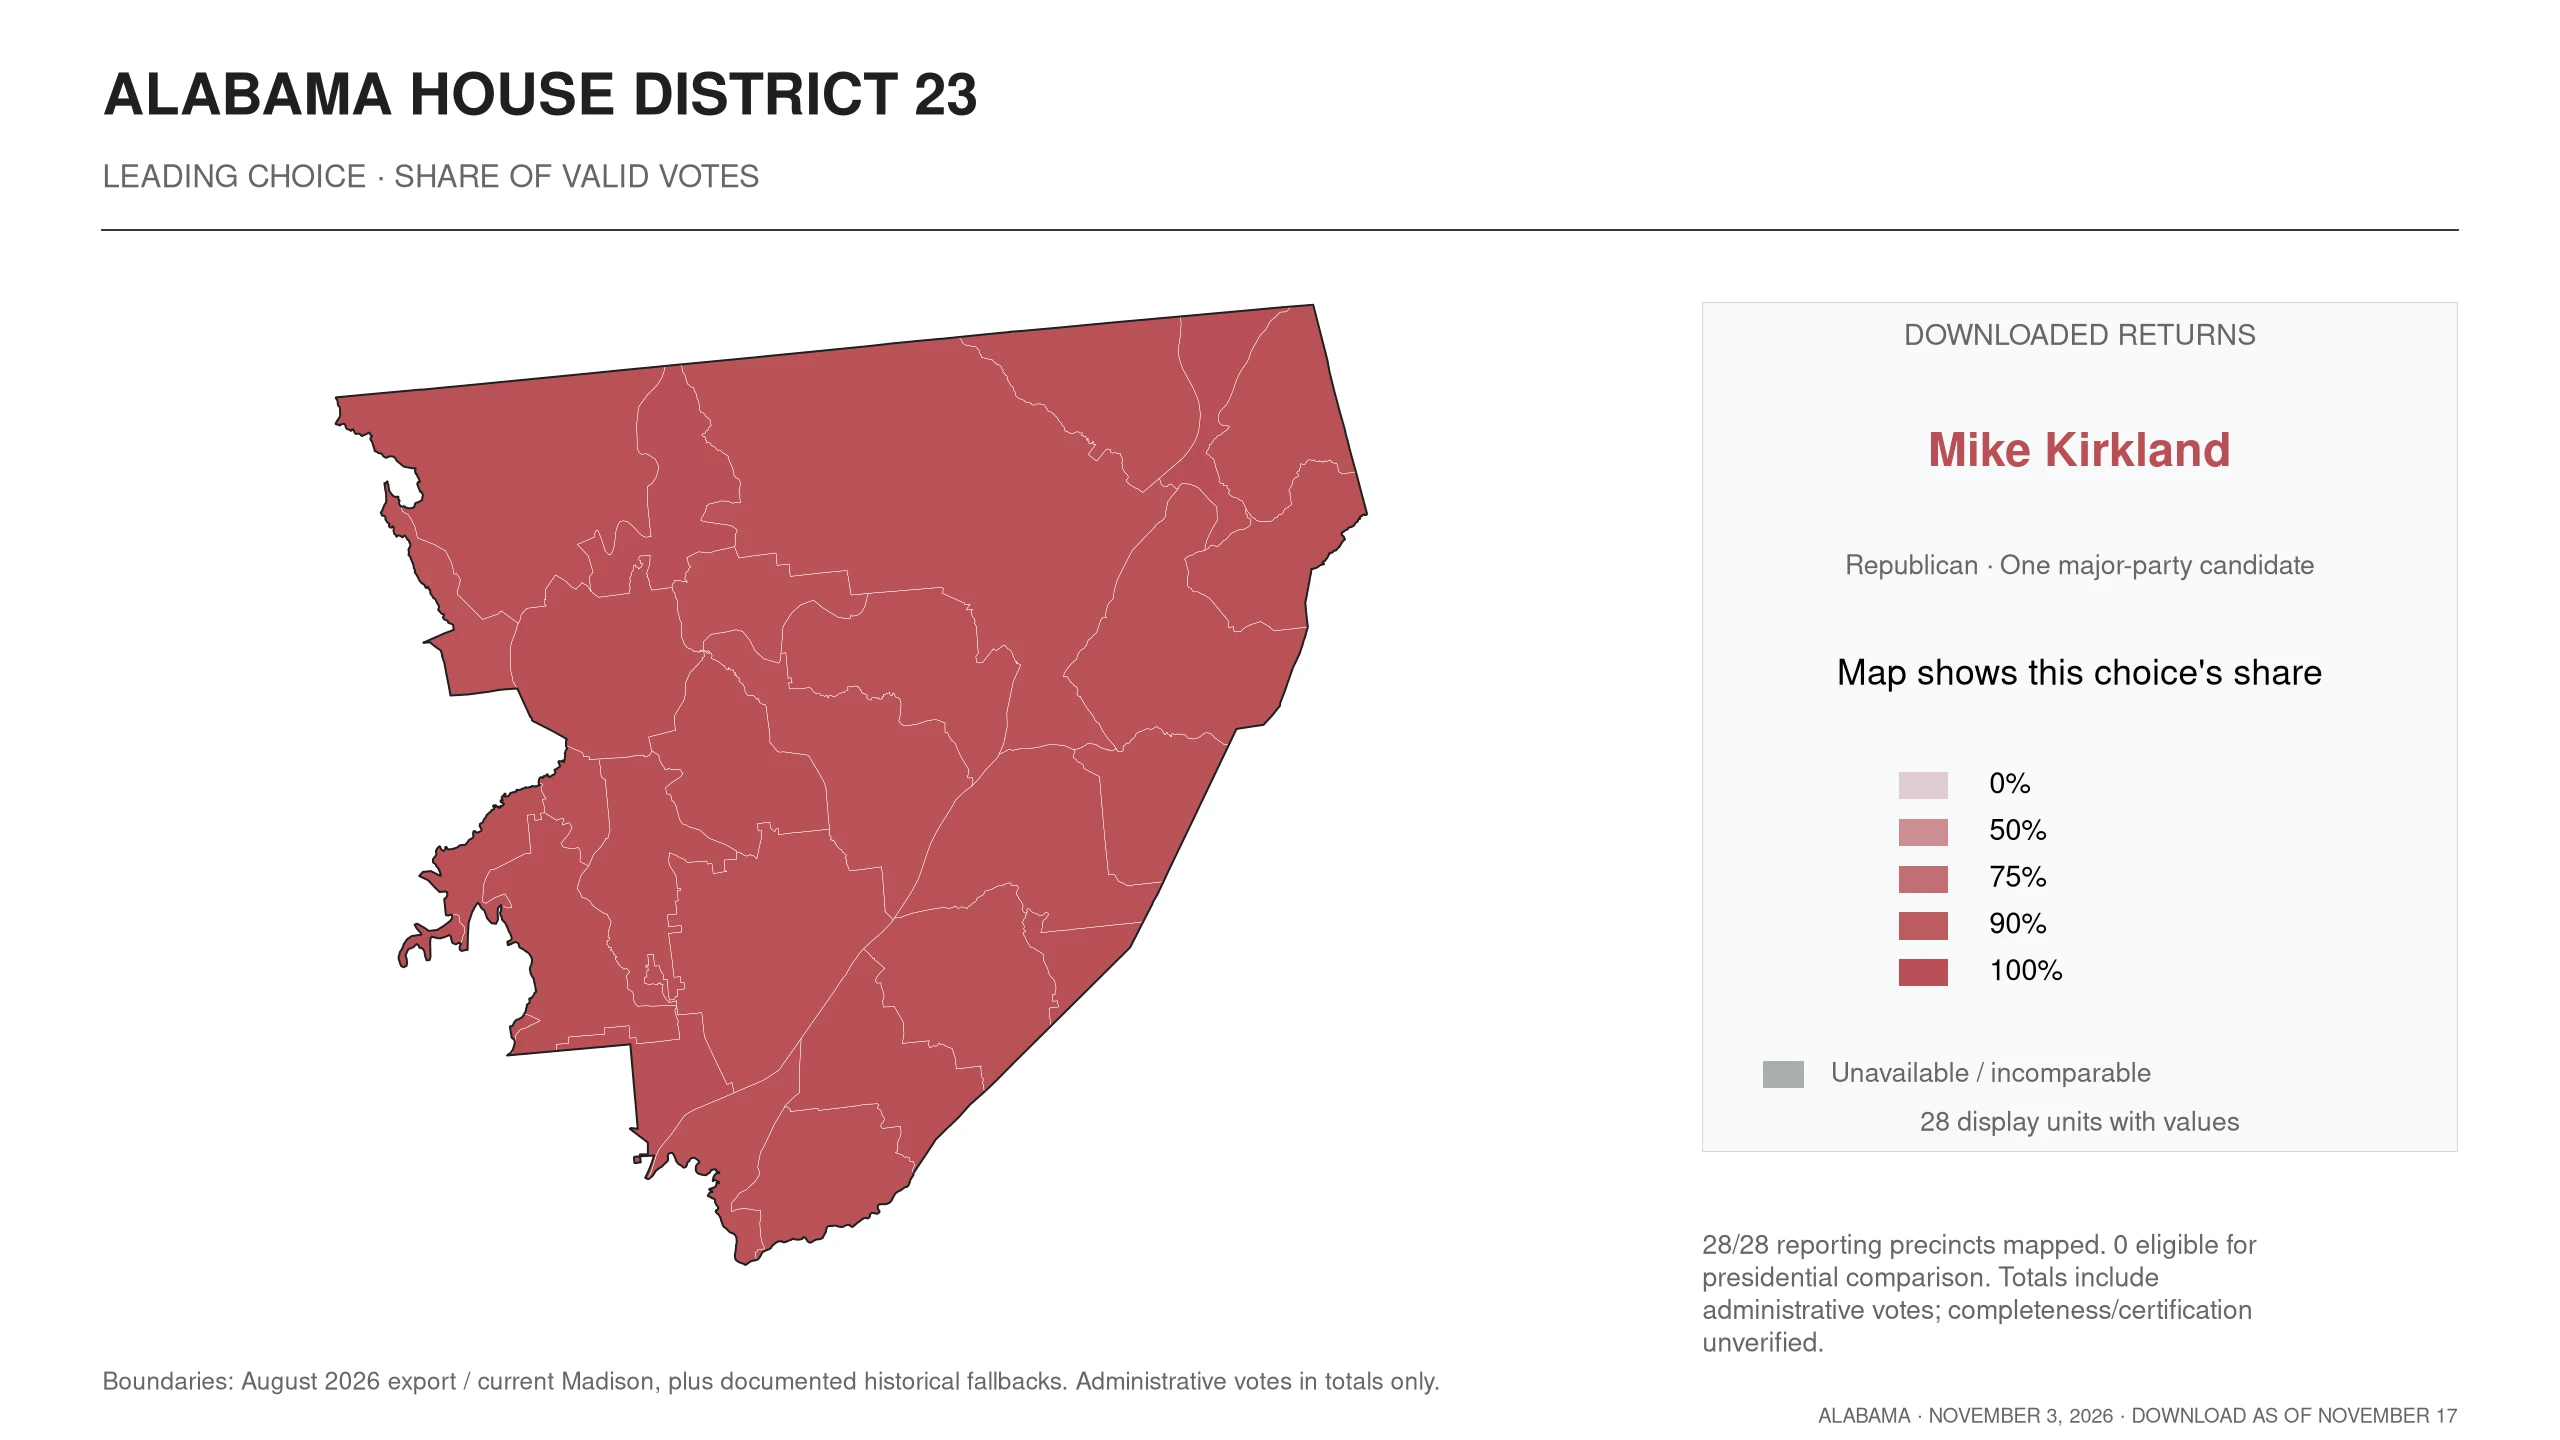 ALABAMA HOUSE DISTRICT 23
LEADING CHOICE · SHARE OF VALID VOTES
DOWNLOADED RETURNS
Mike Kirkland
Republican · One major-party candidate
Map shows this choice's share
0%
50%
75%
90%
100%
Unavailable / incomparable
28 display units with values
28/28 reporting precincts mapped. 0 eligible for
presidential comparison. Totals include
administrative votes; completeness/certification
unverified.
Boundaries: August 2026 export / current Madison, plus documented historical fallbacks. Administrative votes in totals only.
ALABAMA · NOVEMBER 3, 2026 · DOWNLOAD AS OF NOVEMBER 17